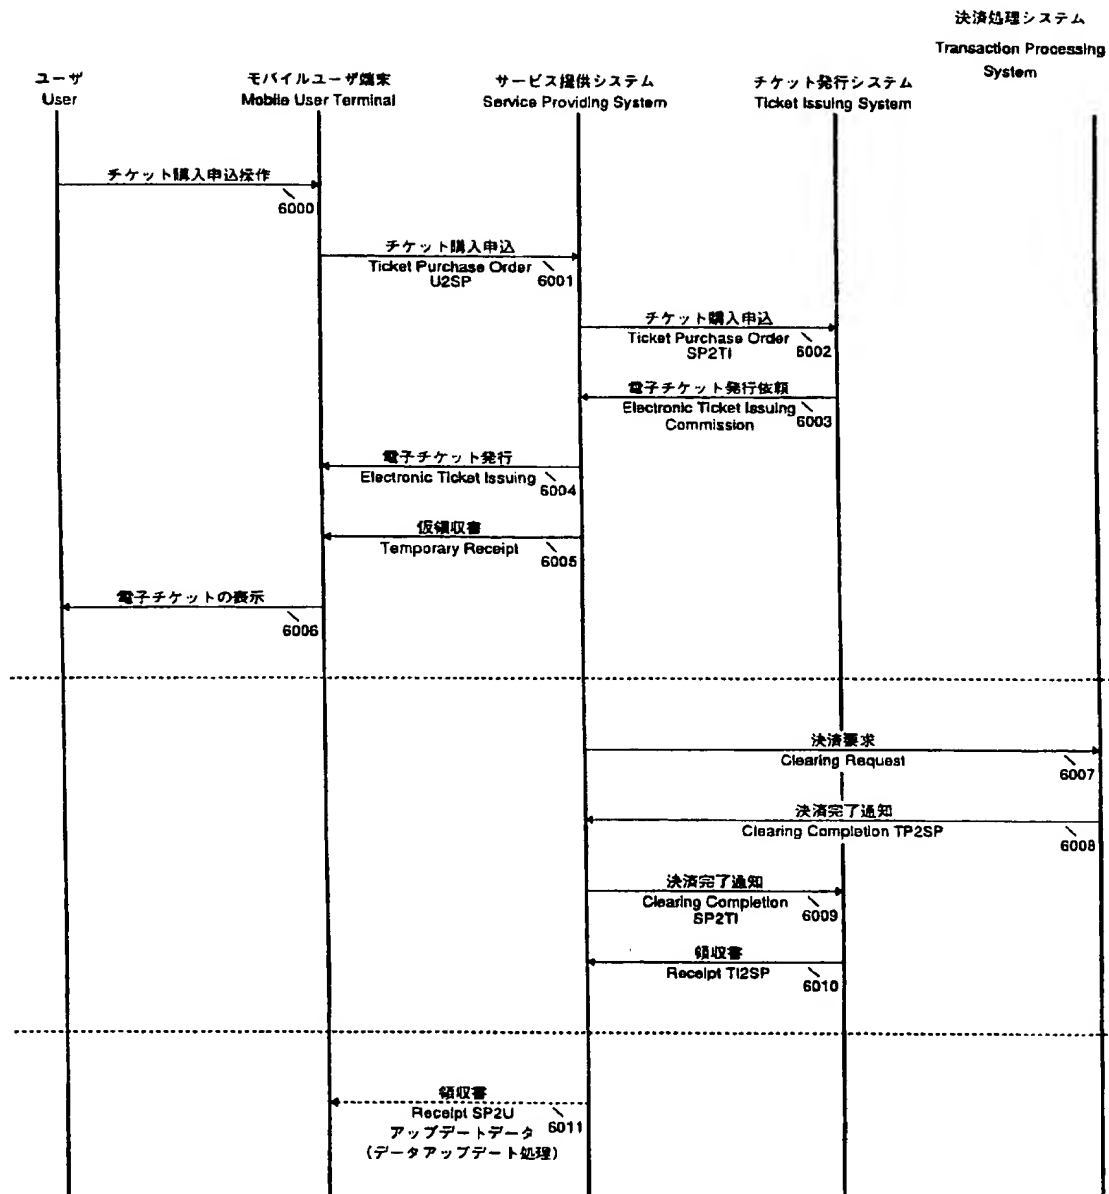 決済処理システム
Transaction Processing
System
ユーザ
User
モバイルユーザ端末
Mobile User Terminal
サービス提供システム
Service Providing System
チケット発行システム
Ticket Issuing System
チケット購入申込操作
6000
チケット購入申込
Ticket Purchase Order
U2SP
6001
チケット購入申込
Ticket Purchase Order
SP2TI
6002
電子チケット発行依頼
Electronic Ticket Issuing
Commission
6003
電子チケット発行
Electronic Ticket Issuing
6004
仮領収書
Temporary Receipt
6005
電子チケットの表示
6006
決済要求
Clearing Request
6007
決済完了通知
Clearing Completion TP2SP
6008
決済完了通知
Clearing Completion
SP2TI
6009
領収書
Receipt TI2SP
6010
領収書
Receipt SP2U
6011
アップデートデータ
(データアップデート処理)